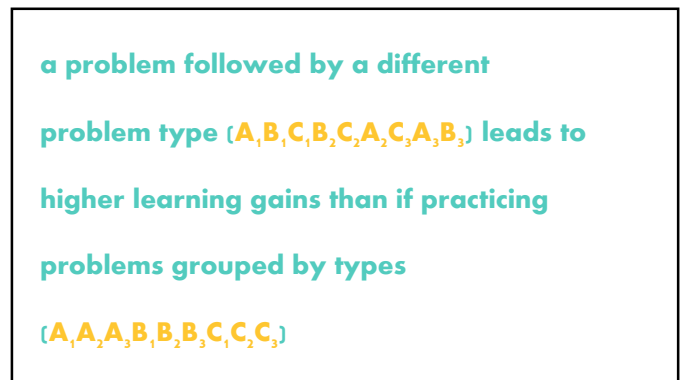 a problem followed by a different
problem type (A₁B₁C₁B₂C₂A₂C₃A₃B₃) leads to
higher learning gains than if practicing
problems grouped by types
(A₁A₂A₃B₁B₂B₃C₁C₂C₃)